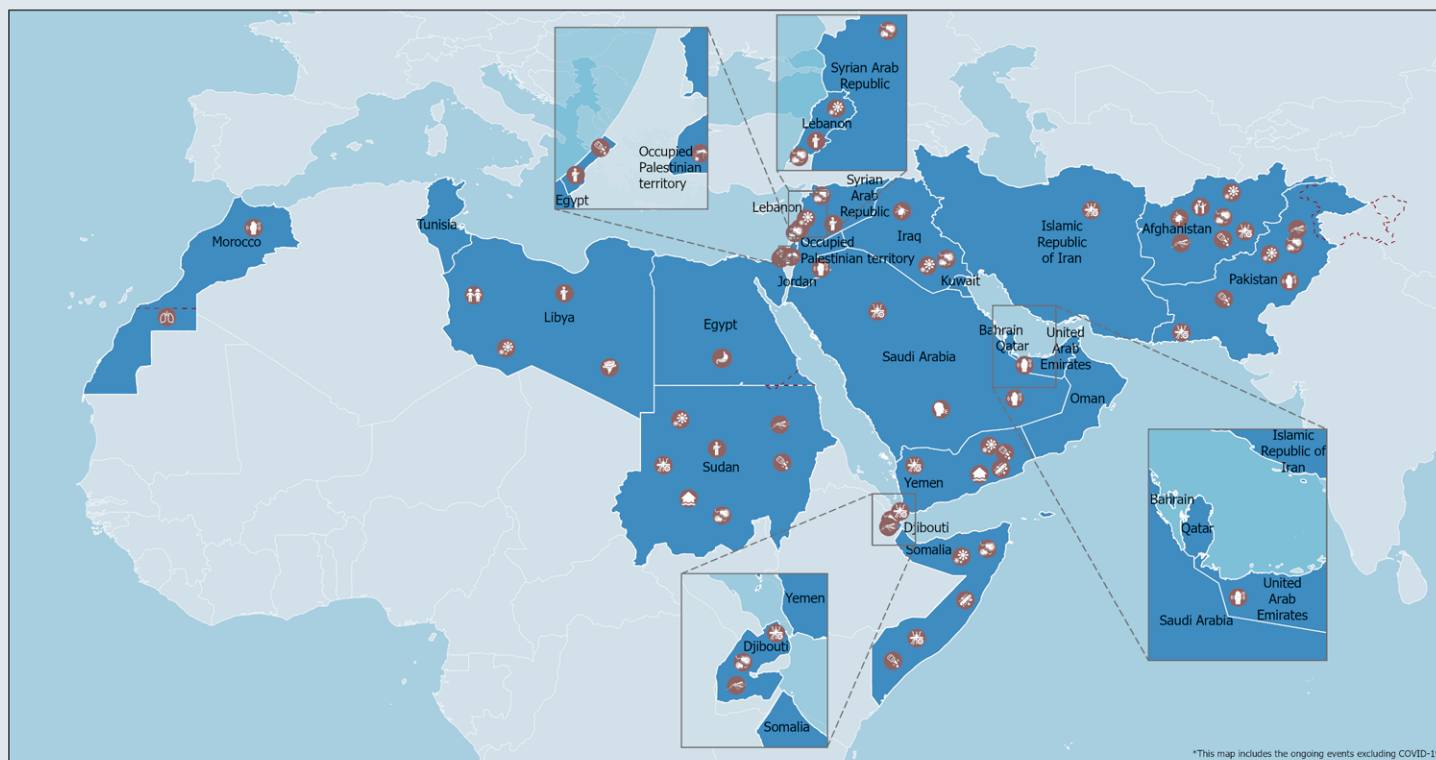 Syrian Arab
Republic
Lebanon
Occupied
Palestinian
territory
Egypt
Morocco
Tunisia
Libya
Egypt
Sudan
Lebanon
Syrian
Arab
Republic
Occupied
Palestinian territory
Jordan
Iraq
Kuwait
Islamic
Republic
of Iran
Afghanistan
Pakistan
Saudi Arabia
Bahrain
Qatar
United
Arab
Emirates
Oman
Yemen
Djibouti
Somalia
Yemen
Djibouti
Somalia
Islamic
Republic of
Iran
Bahrain
Qatar
United
Arab
Emirates
Saudi Arabia
*This map includes the ongoing events excluding COVID-1